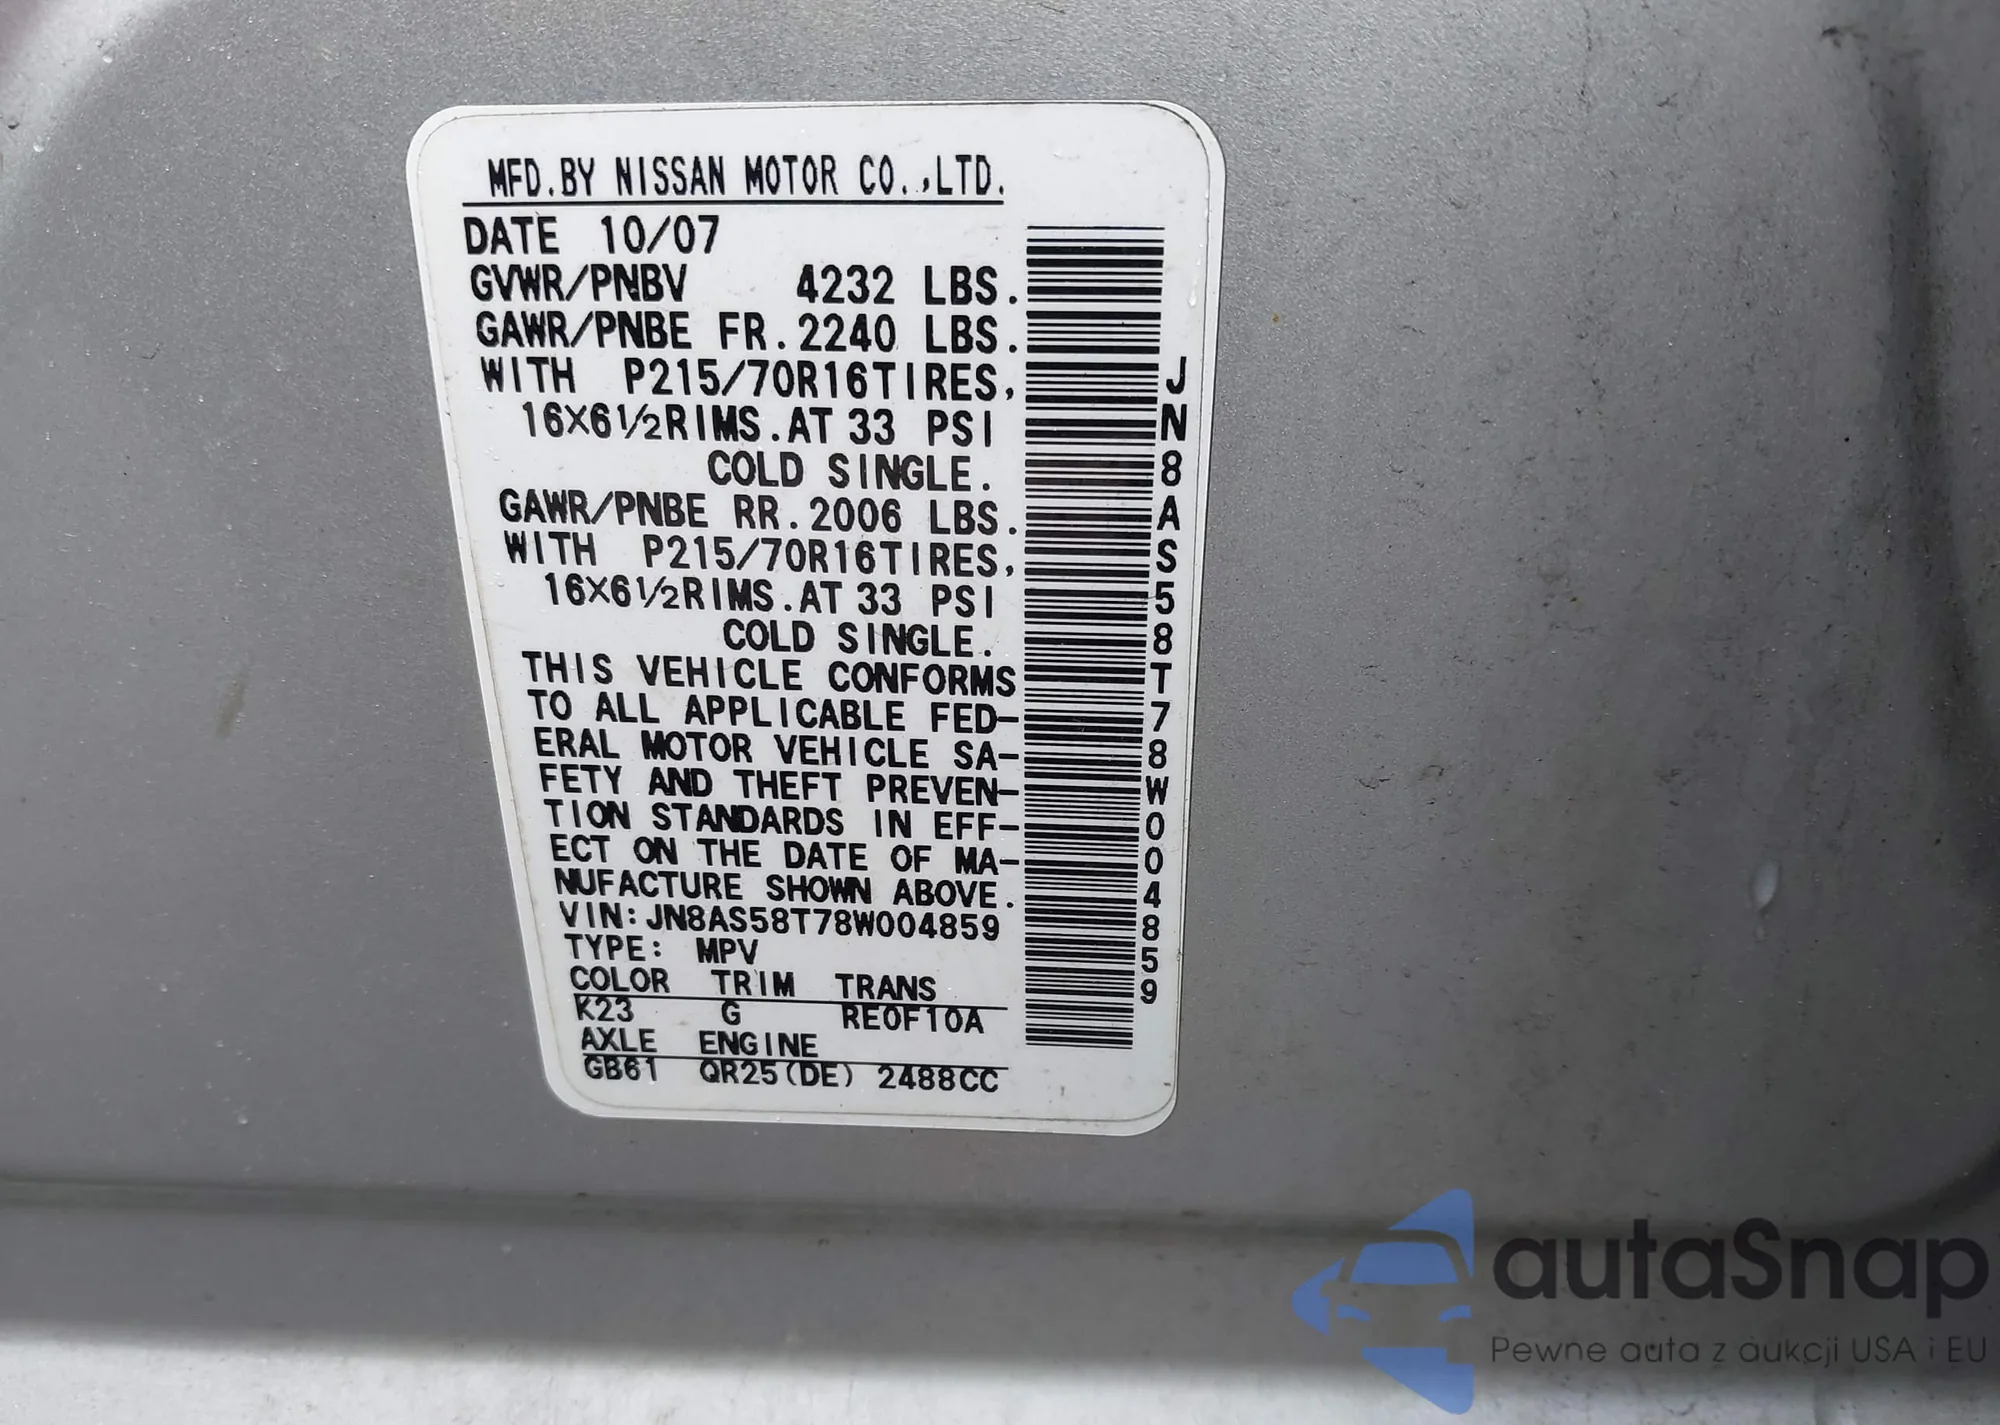 MFD.BY NISSAN MOTOR CO.,LTD.
DATE 10/07
GVWR/PNBV 4232 LBS.
GAWR/PNBE FR.2240 LBS.
WITH P215/70R16TIRES,
16×6½RIMS.AT 33 PSI
COLD SINGLE.
GAWR/PNBE RR.2006 LBS.
WITH P215/70R16TIRES,
16×6½RIMS.AT 33 PSI
COLD SINGLE.
THIS VEHICLE CONFORMS
TO ALL APPLICABLE FED-
ERAL MOTOR VEHICLE SA-
FETY AND THEFT PREVEN-
TION STANDARDS IN EFF-
ECT ON THE DATE OF MA-
NUFACTURE SHOWN ABOVE.
VIN:JN8AS58T78W004859
TYPE: MPV
COLOR TRIM TRANS
K23 G RE0F10A
AXLE ENGINE
GB61 QR25(DE) 2488CC
JN8AS58T78W004859
autaSnap
Pewne auta z aukcji USA i EU